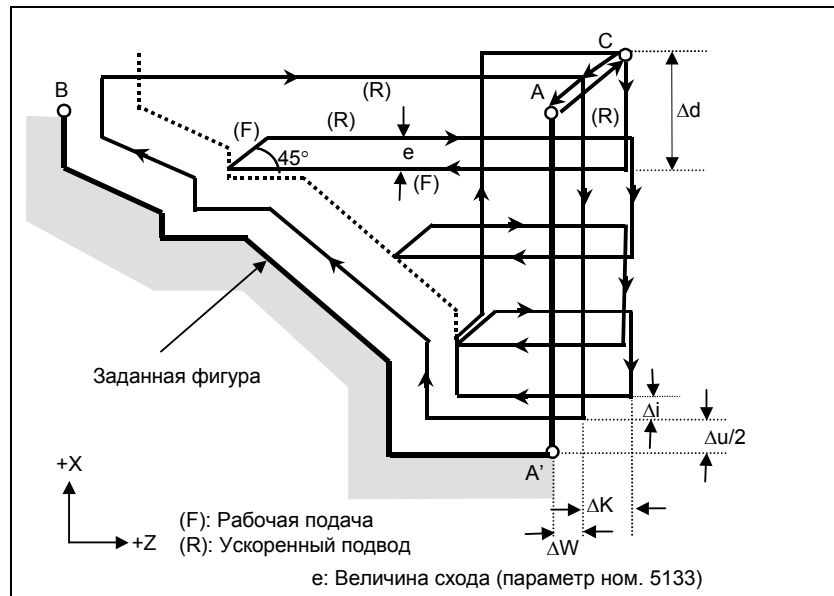 C
B
(R)
A
(R)
Δd
(F)
(R)
45°
e
(F)
Заданная фигура
Δi
Δu/2
A’
+X
ΔK
(F): Рабочая подача
+Z
(R): Ускоренный подвод
ΔW
e: Величина схода (параметр ном. 5133)